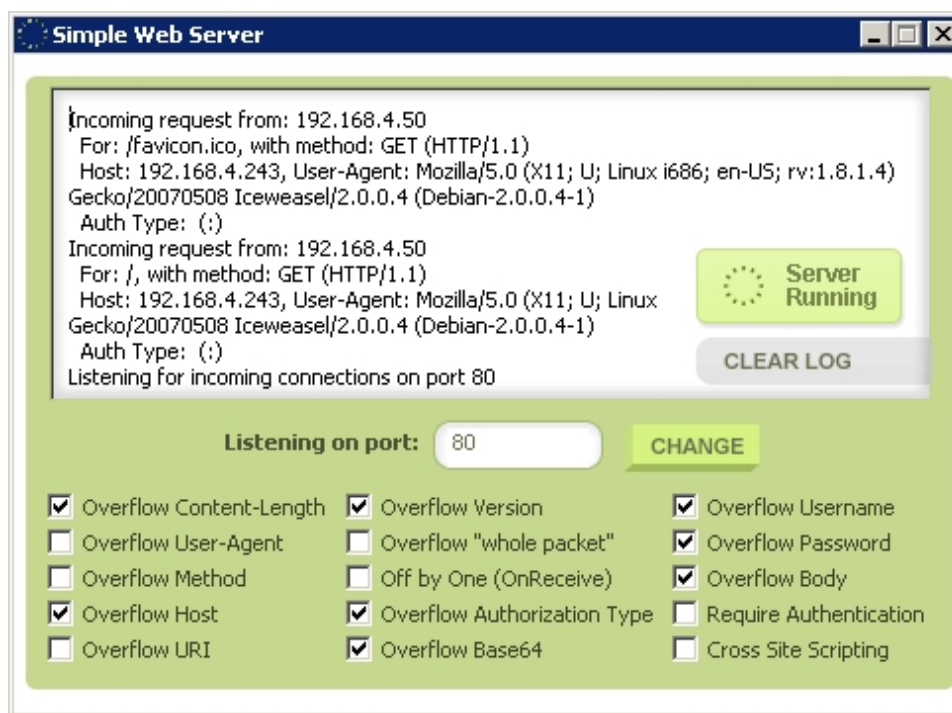 Simple Web Server
Incoming request from: 192.168.4.50
For: /favicon.ico, with method: GET (HTTP/1.1)
Host: 192.168.4.243, User-Agent: Mozilla/5.0 (X11; U; Linux i686; en-US; rv:1.8.1.4)
Gecko/20070508 Iceweasel/2.0.0.4 (Debian-2.0.0.4-1)
Auth Type: (:)
Incoming request from: 192.168.4.50
For: /, with method: GET (HTTP/1.1)
Host: 192.168.4.243, User-Agent: Mozilla/5.0 (X11; U; Linux
Gecko/20070508 Iceweasel/2.0.0.4 (Debian-2.0.0.4-1)
Auth Type: (:)
Listening for incoming connections on port 80
Server
Running
CLEAR LOG
Listening on port: 80 CHANGE
Overflow Content-Length Overflow Version Overflow Username
Overflow User-Agent Overflow "whole packet" Overflow Password
Overflow Method Off by One (OnReceive) Overflow Body
Overflow Host Overflow Authorization Type Require Authentication
Overflow URI Overflow Base64 Cross Site Scripting